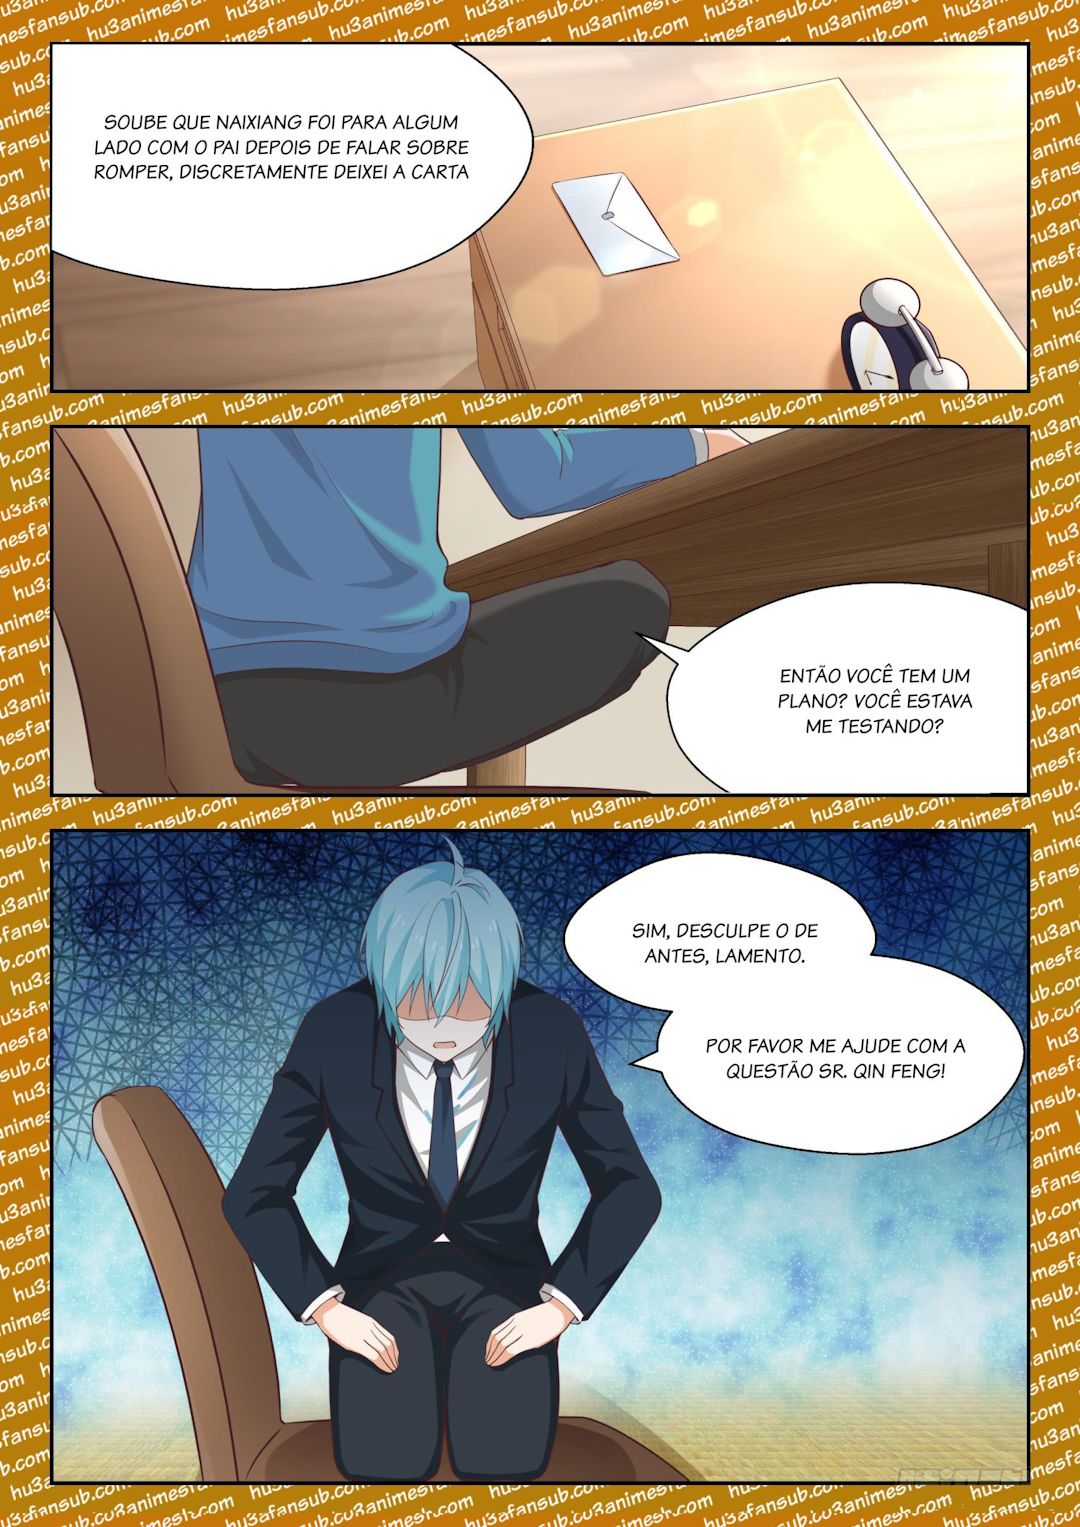 SOUBE QUE NAIXIANG FOI PARA ALGUM
LADO COM O PAI DEPOIS DE FALAR SOBRE
ROMPER, DISCRETAMENTE DEIXEI A CARTA
ENTÃO VOCÊ TEM UM
PLANO? VOCÊ ESTAVA
ME TESTANDO?
SIM, DESCULPE O DE
ANTES, LAMENTO.
POR FAVOR ME AJUDE COM A
QUESTÃO SR. QIN FENG!
hu3animesfansub.com